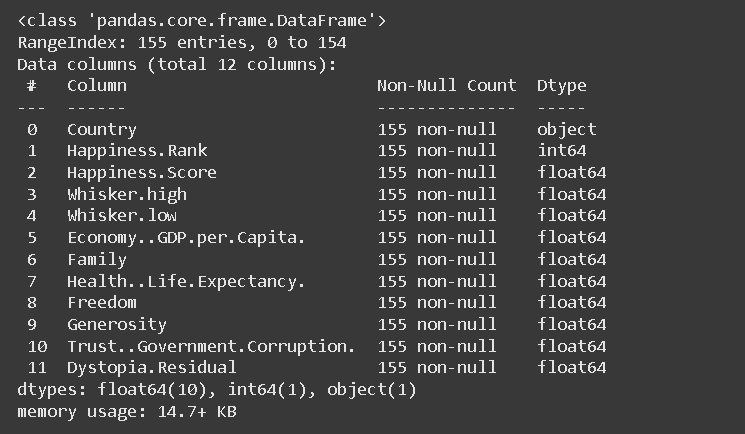 <class 'pandas.core.frame.DataFrame'>
RangeIndex: 155 entries, 0 to 154
Data columns (total 12 columns):
 #   Column                         Non-Null Count  Dtype
---  ------                         --------------  -----
 0   Country                        155 non-null    object
 1   Happiness.Rank                 155 non-null    int64
 2   Happiness.Score                155 non-null    float64
 3   Whisker.high                   155 non-null    float64
 4   Whisker.low                    155 non-null    float64
 5   Economy..GDP.per.Capita.       155 non-null    float64
 6   Family                         155 non-null    float64
 7   Health..Life.Expectancy.       155 non-null    float64
 8   Freedom                        155 non-null    float64
 9   Generosity                     155 non-null    float64
 10  Trust..Government.Corruption.  155 non-null    float64
 11  Dystopia.Residual              155 non-null    float64
dtypes: float64(10), int64(1), object(1)
memory usage: 14.7+ KB